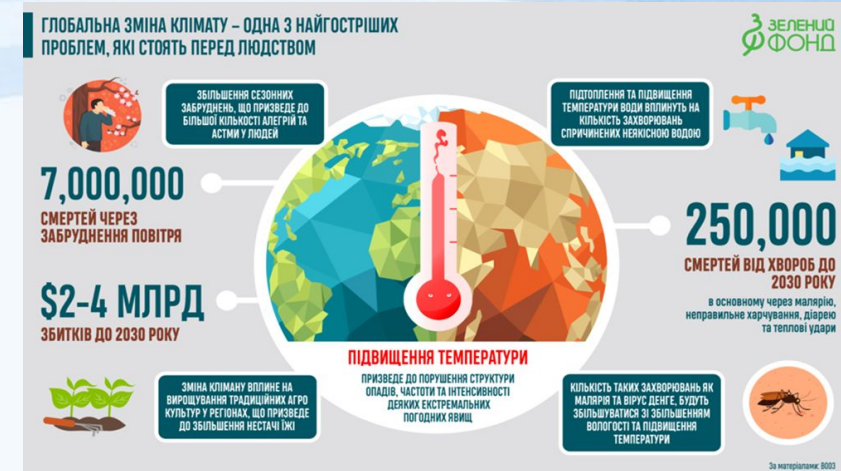 ГЛОБАЛЬНА ЗМІНА КЛІМАТУ – ОДНА З НАЙГОСТРІШИХ
ПРОБЛЕМ, ЯКІ СТОЯТЬ ПЕРЕД ЛЮДСТВОМ
ЗЕЛЕНИЙ
ФОНД
ЗБІЛЬШЕННЯ СЕЗОННИХ
ЗАБРУДНЕНЬ, ЩО ПРИЗВЕДЕ ДО
БІЛЬШОЇ КІЛЬКОСТІ АЛЕГРІЙ ТА
АСТМИ У ЛЮДЕЙ
7,000,000
СМЕРТЕЙ ЧЕРЕЗ
ЗАБРУДНЕННЯ ПОВІТРЯ
$2-4 МЛРД
ЗБИТКІВ ДО 2030 РОКУ
ЗМІНА КЛІМАНУ ВПЛИНЕ НА
ВИРОЩУВАННЯ ТРАДИЦІЙНИХ АГРО
КУЛЬТУР У РЕГІОНАХ, ЩО ПРИЗВЕДЕ
ДО ЗБІЛЬШЕННЯ НЕСТАЧІ ЇЖІ
ПІДВИЩЕННЯ ТЕМПЕРАТУРИ
ПРИЗВЕДЕ ДО ПОРУШЕННЯ СТРУКТУРИ
ОПАДІВ, ЧАСТОТИ ТА ІНТЕНСИВНОСТІ
ДЕЯКИХ ЕКСТРЕМАЛЬНИХ
ПОГОДНИХ ЯВИЩ
ПІДТОПЛЕННЯ ТА ПІДВИЩЕННЯ
ТЕМПЕРАТУРИ ВОДИ ВПЛИНУТЬ НА
КІЛЬКІСТЬ ЗАХВОРЮВАНЬ
СПРИЧИНЕНИХ НЕЯКІСНОЮ ВОДОЮ
250,000
СМЕРТЕЙ ВІД ХВОРОБ ДО
2030 РОКУ
в основному через малярію,
неправильне харчування, діарею
та теплові удари
КІЛЬКІСТЬ ТАКИХ ЗАХВОРЮВАНЬ ЯК
МАЛЯРІЯ ТА ВІРУС ДЕНГЕ, БУДУТЬ
ЗБІЛЬШУВАТИСЯ ЗІ ЗБІЛЬШЕННЯМ
ВОЛОГОСТІ ТА ПІДВИЩЕННЯ
ТЕМПЕРАТУРИ
За матеріалами: ВООЗ